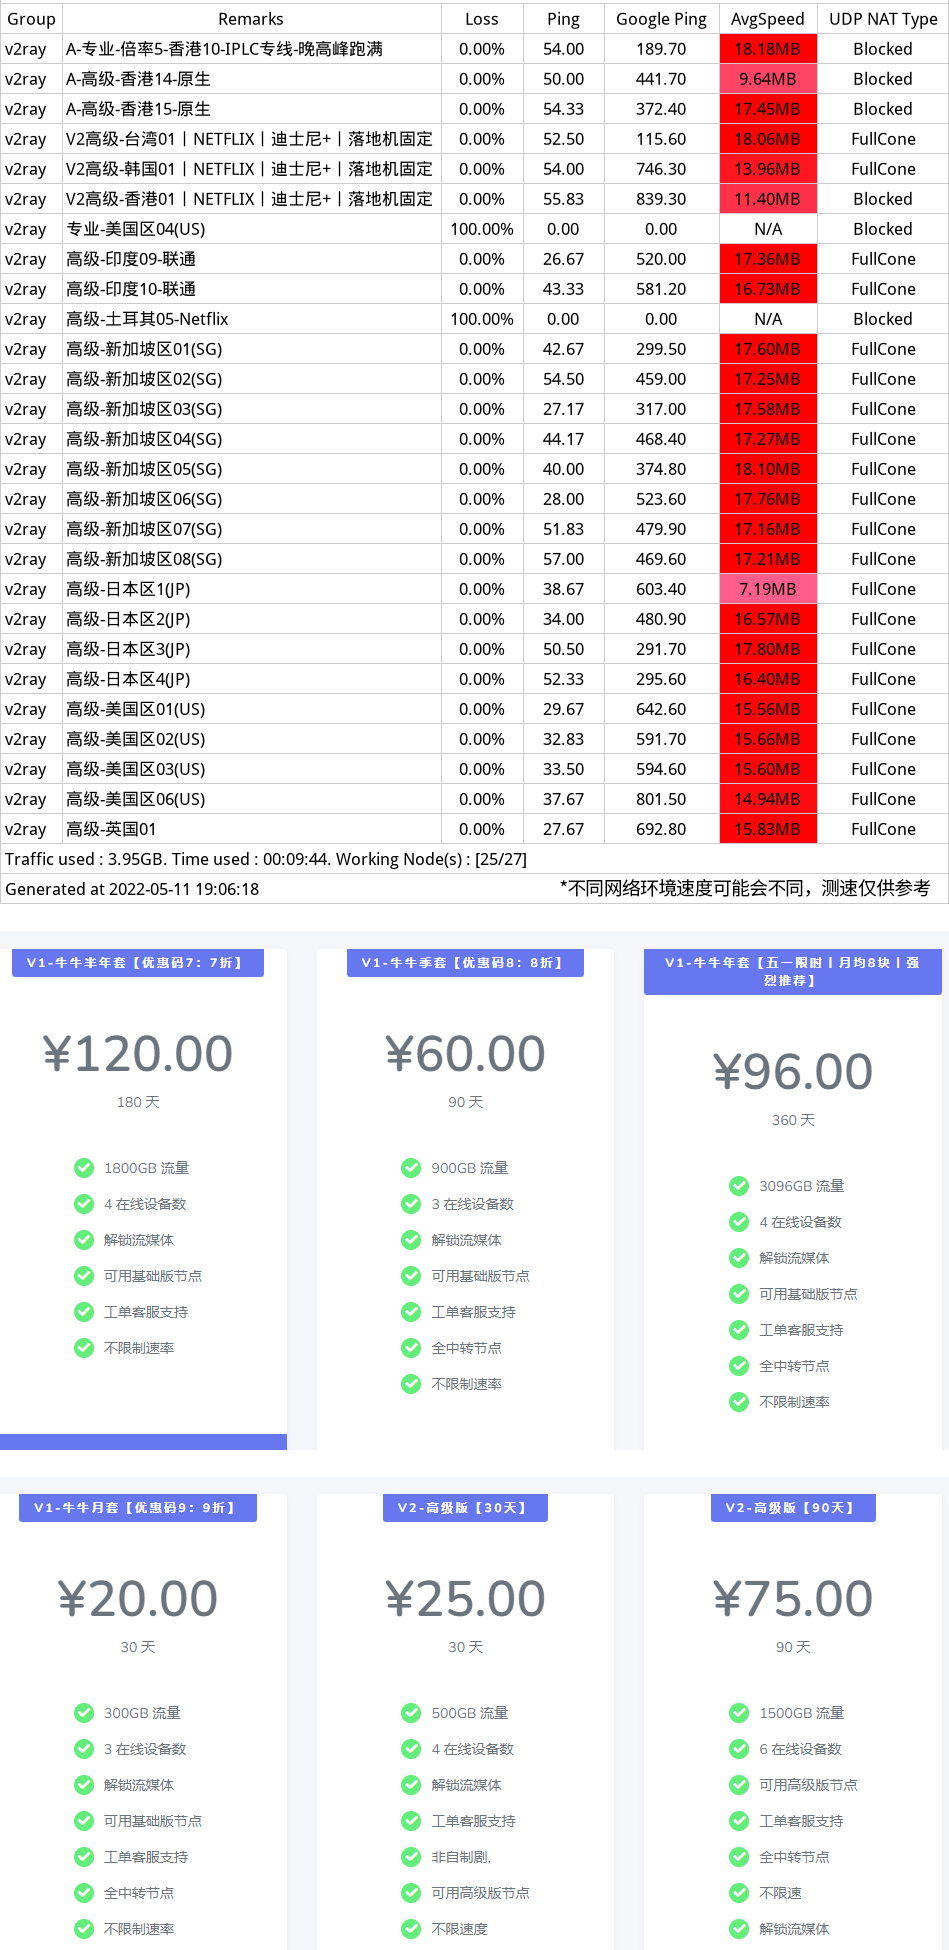 Group Remarks Loss Ping Google Ping AvgSpeed UDP NAT Type
v2ray A-专业-倍率5-香港10-IPLC专线-晚高峰跑满 0.00% 54.00 189.70 18.18MB Blocked
v2ray A-高级-香港14-原生 0.00% 50.00 441.70 9.64MB Blocked
v2ray A-高级-香港15-原生 0.00% 54.33 372.40 17.45MB Blocked
v2ray V2高级-台湾01丨NETFLIX丨迪士尼+丨落地机固定 0.00% 52.50 115.60 18.06MB FullCone
v2ray V2高级-韩国01丨NETFLIX丨迪士尼+丨落地机固定 0.00% 54.00 746.30 13.96MB FullCone
v2ray V2高级-香港01丨NETFLIX丨迪士尼+丨落地机固定 0.00% 55.83 839.30 11.40MB Blocked
v2ray 专业-美国区04(US) 100.00% 0.00 0.00 N/A Blocked
v2ray 高级-印度09-联通 0.00% 26.67 520.00 17.36MB FullCone
v2ray 高级-印度10-联通 0.00% 43.33 581.20 16.73MB FullCone
v2ray 高级-土耳其05-Netflix 100.00% 0.00 0.00 N/A Blocked
v2ray 高级-新加坡区01(SG) 0.00% 42.67 299.50 17.60MB FullCone
v2ray 高级-新加坡区02(SG) 0.00% 54.50 459.00 17.25MB FullCone
v2ray 高级-新加坡区03(SG) 0.00% 27.17 317.00 17.58MB FullCone
v2ray 高级-新加坡区04(SG) 0.00% 44.17 468.40 17.27MB FullCone
v2ray 高级-新加坡区05(SG) 0.00% 40.00 374.80 18.10MB FullCone
v2ray 高级-新加坡区06(SG) 0.00% 28.00 523.60 17.76MB FullCone
v2ray 高级-新加坡区07(SG) 0.00% 51.83 479.90 17.16MB FullCone
v2ray 高级-新加坡区08(SG) 0.00% 57.00 469.60 17.21MB FullCone
v2ray 高级-日本区1(JP) 0.00% 38.67 603.40 7.19MB FullCone
v2ray 高级-日本区2(JP) 0.00% 34.00 480.90 16.57MB FullCone
v2ray 高级-日本区3(JP) 0.00% 50.50 291.70 17.80MB FullCone
v2ray 高级-日本区4(JP) 0.00% 52.33 295.60 16.40MB FullCone
v2ray 高级-美国区01(US) 0.00% 29.67 642.60 15.56MB FullCone
v2ray 高级-美国区02(US) 0.00% 32.83 591.70 15.66MB FullCone
v2ray 高级-美国区03(US) 0.00% 33.50 594.60 15.60MB FullCone
v2ray 高级-美国区06(US) 0.00% 37.67 801.50 14.94MB FullCone
v2ray 高级-英国01 0.00% 27.67 692.80 15.83MB FullCone
Traffic used : 3.95GB. Time used : 00:09:44. Working Node(s) : [25/27]
Generated at 2022-05-11 19:06:18 *不同网络环境速度可能会不同，测速仅供参考
V1-牛牛半年套【优惠码7：7折】
¥120.00
180 天
1800GB 流量
4 在线设备数
解锁流媒体
可用基础版节点
工单客服支持
不限制速率
V1-牛牛季套【优惠码8：8折】
¥60.00
90 天
900GB 流量
3 在线设备数
解锁流媒体
可用基础版节点
工单客服支持
全中转节点
不限制速率
V1-牛牛年套【五一限时丨月均8块丨强
烈推荐】
¥96.00
360 天
3096GB 流量
4 在线设备数
解锁流媒体
可用基础版节点
工单客服支持
全中转节点
不限制速率
V1-牛牛月套【优惠码9：9折】
¥20.00
30 天
300GB 流量
3 在线设备数
解锁流媒体
可用基础版节点
工单客服支持
全中转节点
不限制速率
V2-高级版【30天】
¥25.00
30 天
500GB 流量
4 在线设备数
解锁流媒体
工单客服支持
非自制剧,
可用高级版节点
不限速度
V2-高级版【90天】
¥75.00
90 天
1500GB 流量
6 在线设备数
可用高级版节点
工单客服支持
全中转节点
不限速
解锁流媒体